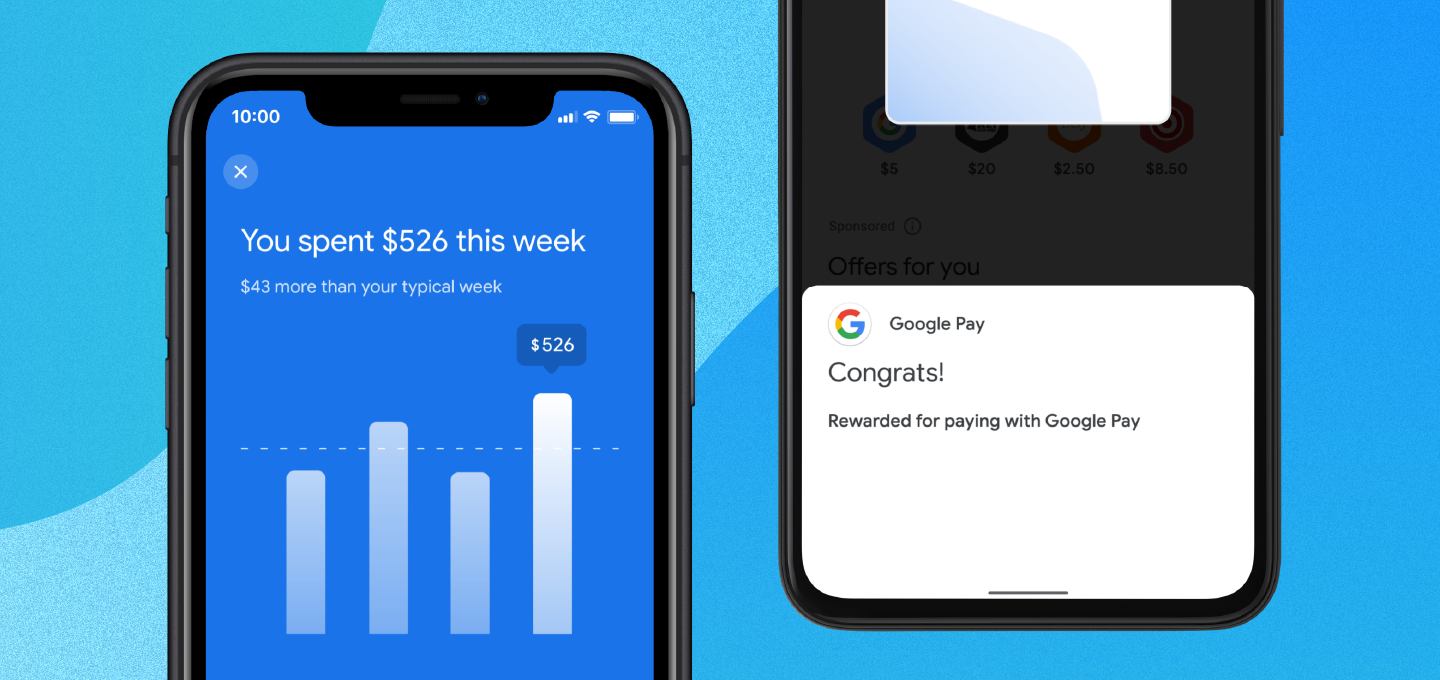 10:00
You spent $526 this week
$43 more than your typical week
$526
$5 $20 $2.50 $8.50
Sponsored
Offers for you
Google Pay
Congrats!
Rewarded for paying with Google Pay